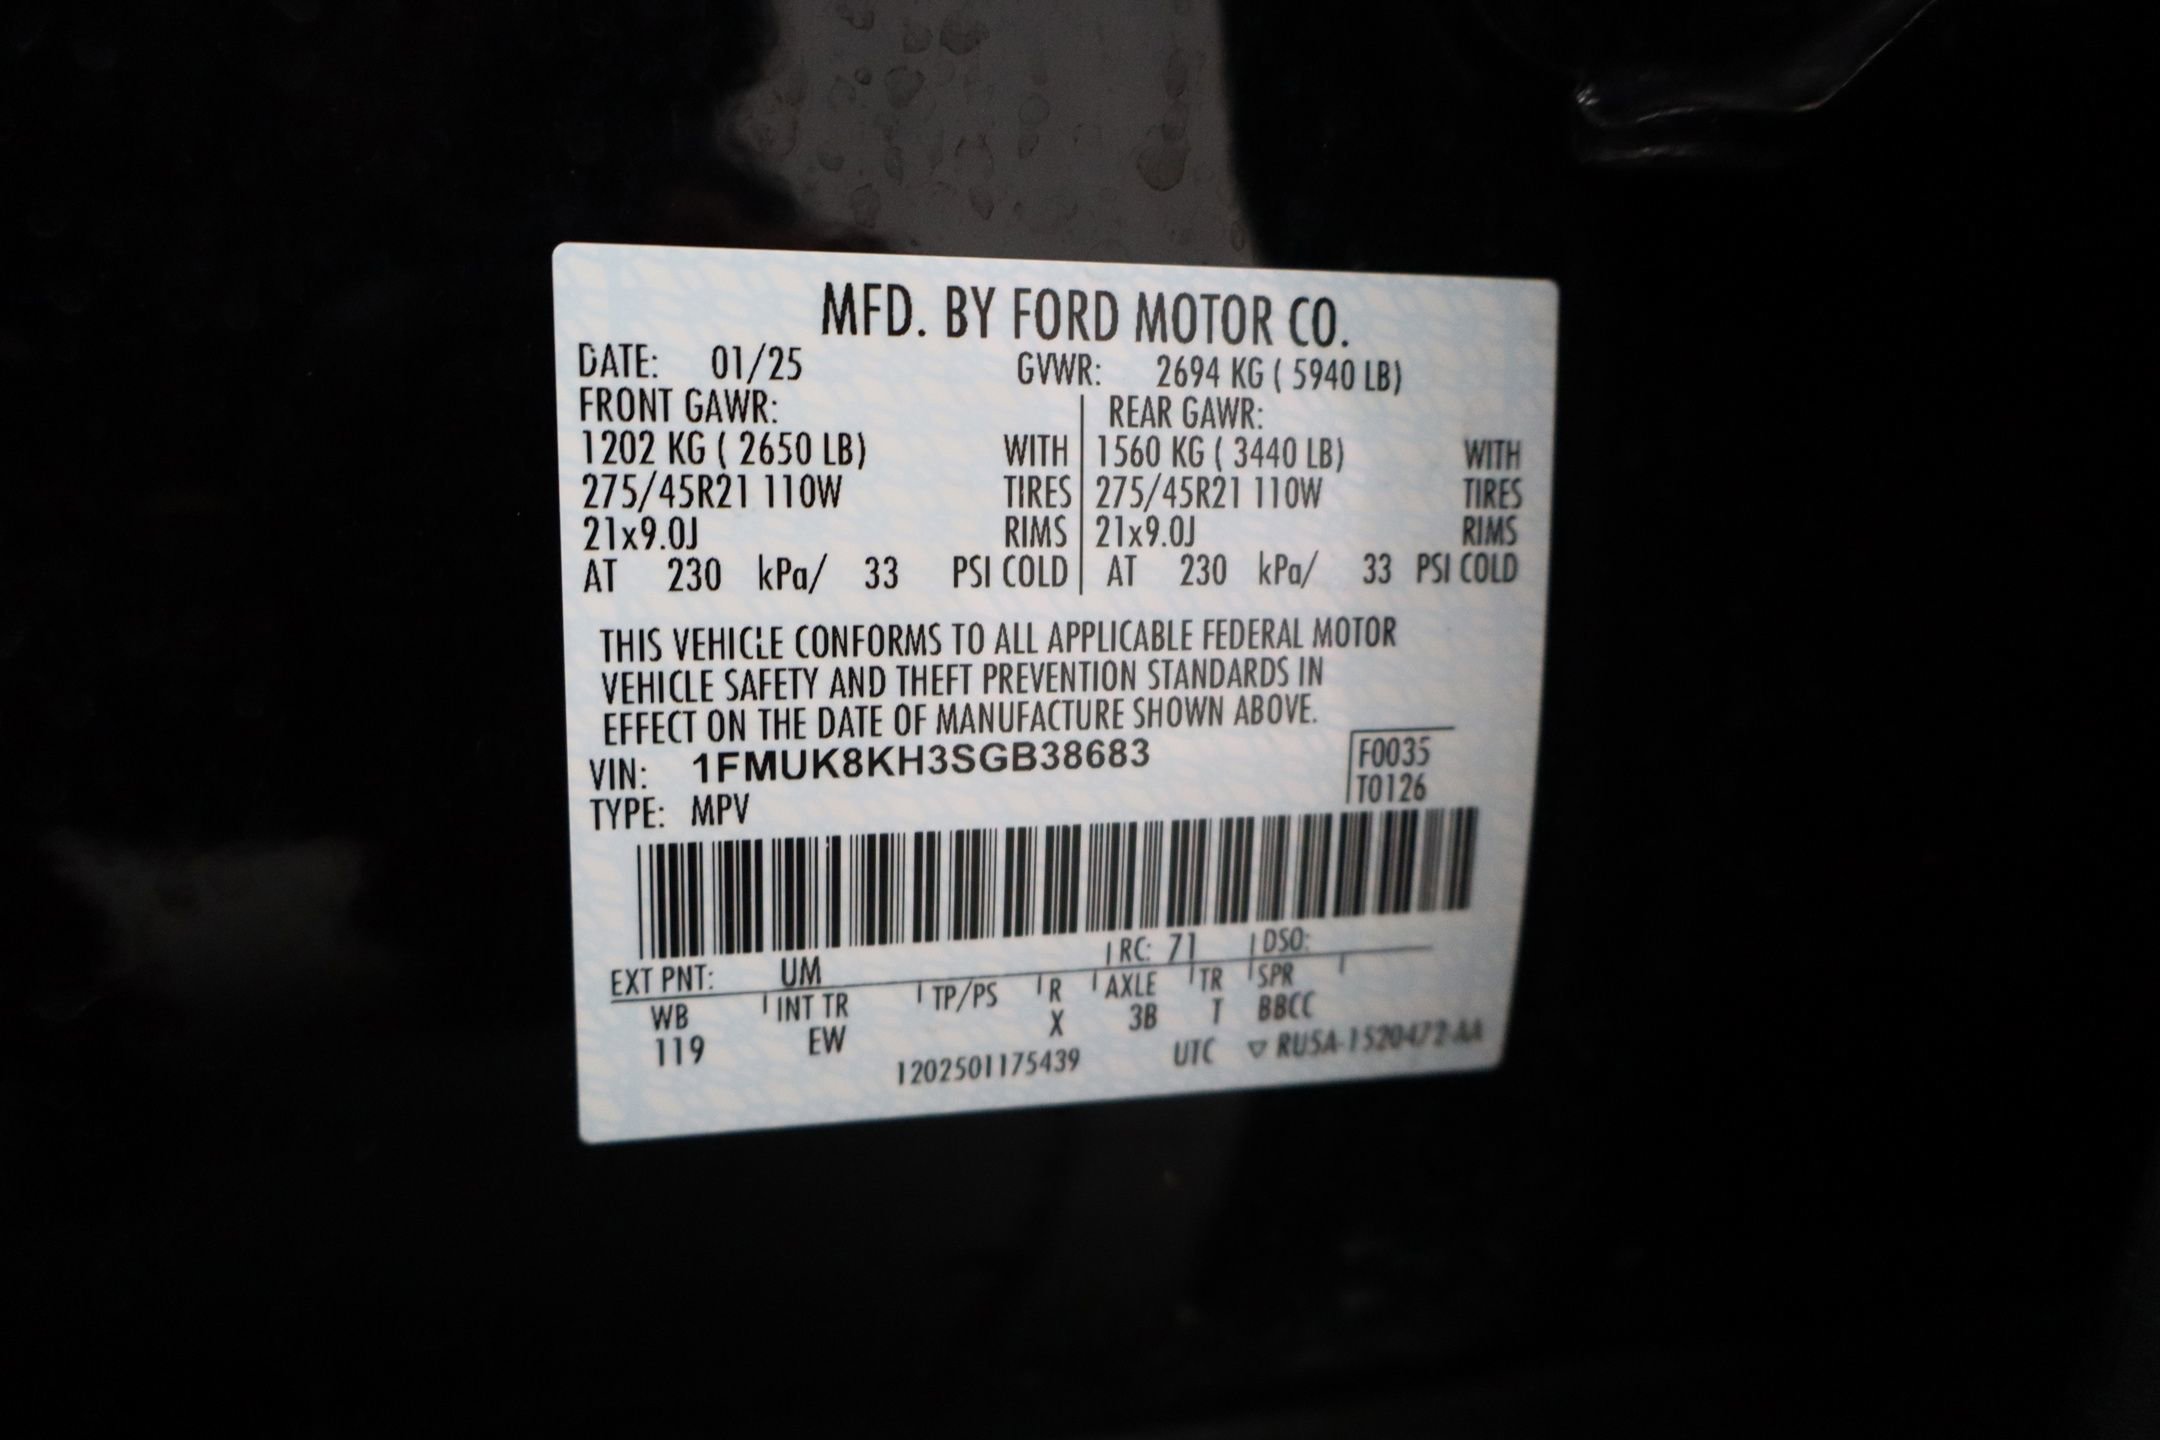 MFD. BY FORD MOTOR CO.
DATE: 01/25 GVWR: 2694 KG ( 5940 LB)
FRONT GAWR: REAR GAWR:
1202 KG ( 2650 LB) WITH 1560 KG ( 3440 LB) WITH
275/45R21 110W TIRES 275/45R21 110W TIRES
21x9.0J RIMS 21x9.0J RIMS
AT 230 kPa/ 33 PSI COLD AT 230 kPa/ 33 PSI COLD
THIS VEHICLE CONFORMS TO ALL APPLICABLE FEDERAL MOTOR
VEHICLE SAFETY AND THEFT PREVENTION STANDARDS IN
EFFECT ON THE DATE OF MANUFACTURE SHOWN ABOVE.
VIN: 1FMUK8KH3SGB38683 F0035
TYPE: MPV T0126
EXT PNT: UM RC: 71 DSO:
WB INT TR TP/PS R AXLE TR SPR
119 EW X 3B T BBCC
1202501175439 UTC ▽ RU5A-1520472-AA